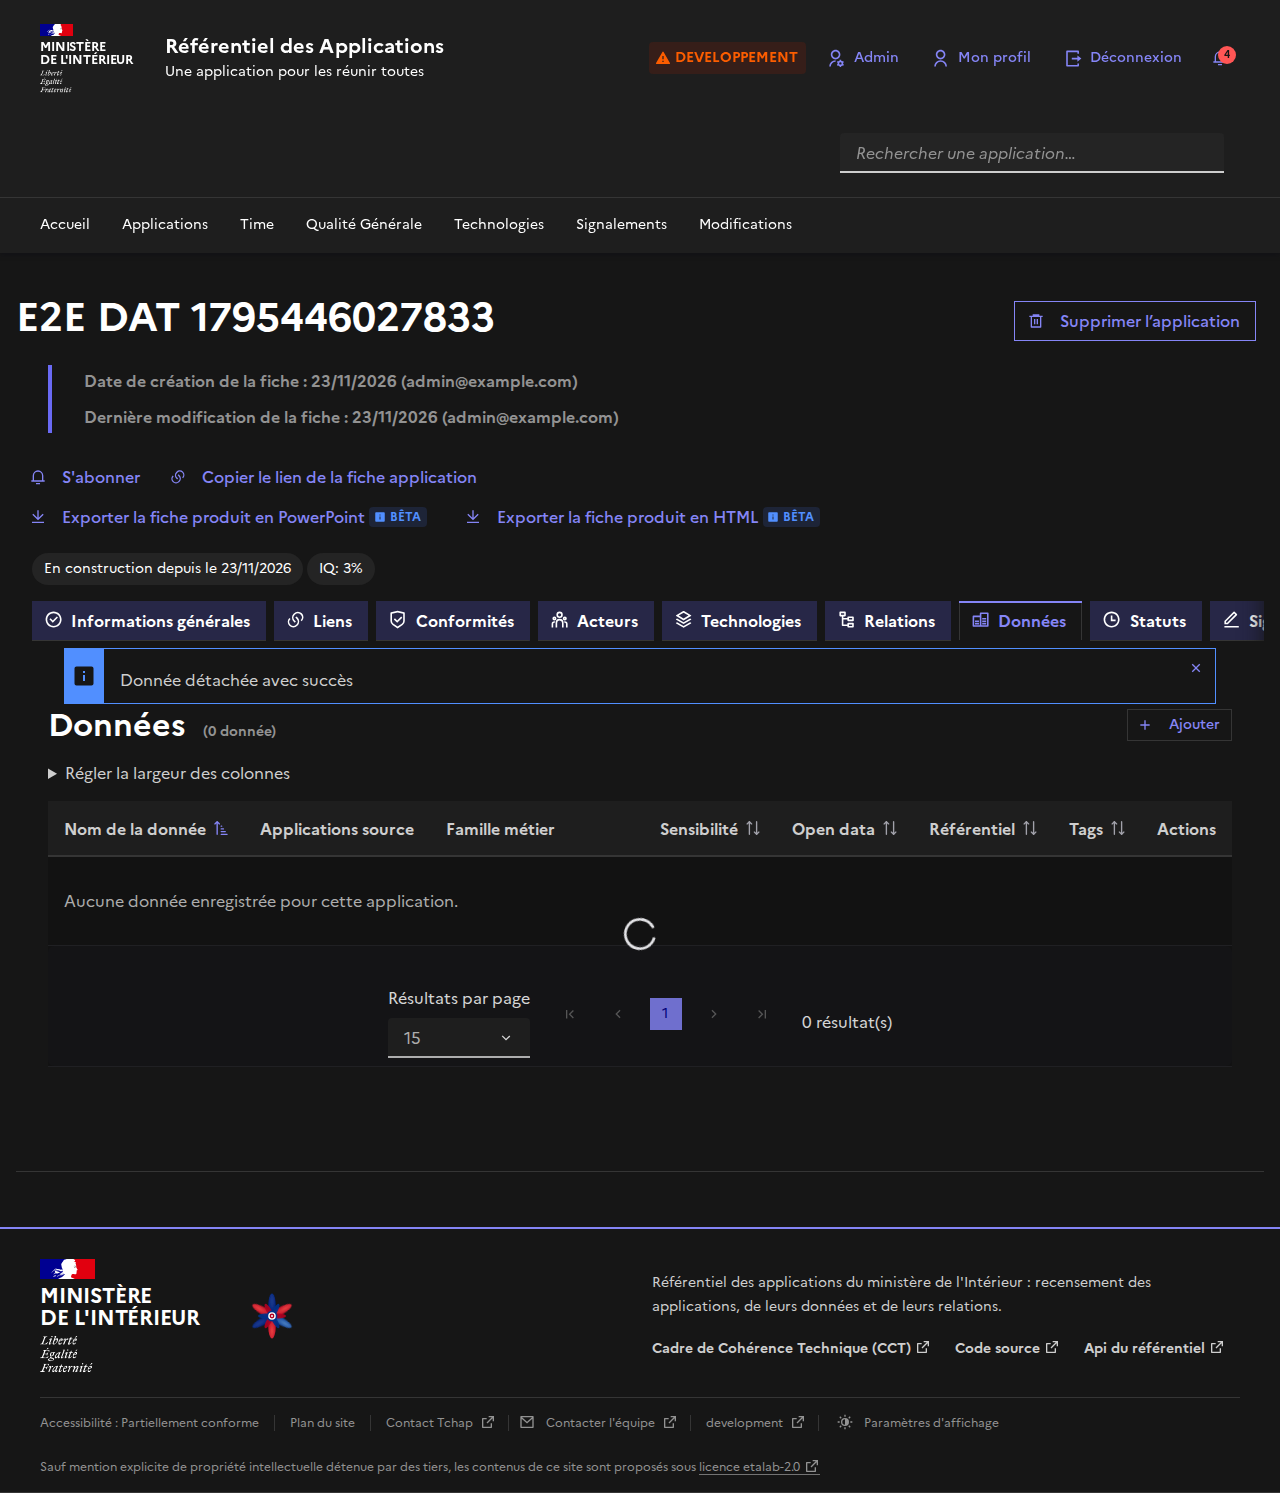 MINISTÈRE
DE L'INTÉRIEUR
Liberté
Égalité
Fraternité
Référentiel des Applications
Une application pour les réunir toutes
DEVELOPPEMENT
Admin
Mon profil
Déconnexion
4
Rechercher une application...
Accueil
Applications
Time
Qualité Générale
Technologies
Signalements
Modifications
E2E DAT 1795446027833
Supprimer l’application
Date de création de la fiche : 23/11/2026 (admin@example.com)
Dernière modification de la fiche : 23/11/2026 (admin@example.com)
S'abonner
Copier le lien de la fiche application
Exporter la fiche produit en PowerPoint BÊTA
Exporter la fiche produit en HTML BÊTA
En construction depuis le 23/11/2026
IQ: 3%
Informations générales
Liens
Conformités
Acteurs
Technologies
Relations
Données
Statuts
Donnée détachée avec succès
Données (0 donnée)
Ajouter
Régler la largeur des colonnes
Nom de la donnée
Applications source
Famille métier
Sensibilité
Open data
Référentiel
Tags
Actions
Aucune donnée enregistrée pour cette application.
Résultats par page
15
1
0 résultat(s)
MINISTÈRE
DE L'INTÉRIEUR
Liberté
Égalité
Fraternité
Référentiel des applications du ministère de l'Intérieur : recensement des
applications, de leurs données et de leurs relations.
Cadre de Cohérence Technique (CCT)
Code source
Api du référentiel
Accessibilité : Partiellement conforme
Plan du site
Contact Tchap
Contacter l'équipe
development
Paramètres d'affichage
Sauf mention explicite de propriété intellectuelle détenue par des tiers, les contenus de ce site sont proposés sous licence etalab-2.0